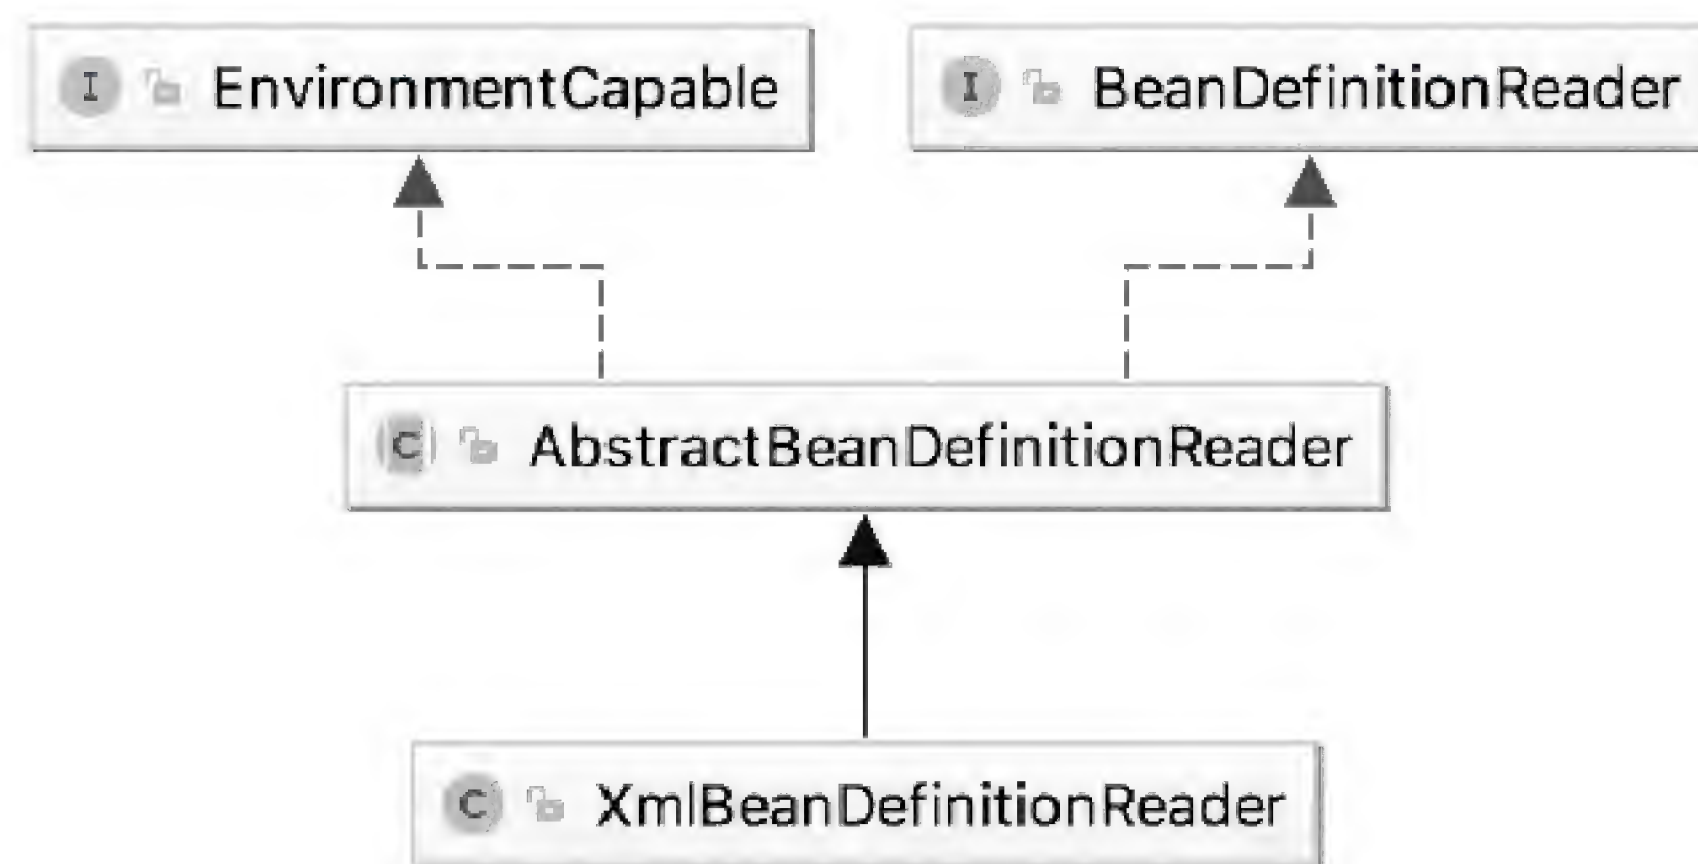 I EnvironmentCapable
I BeanDefinitionReader
C AbstractBeanDefinitionReader
C XmlBeanDefinitionReader